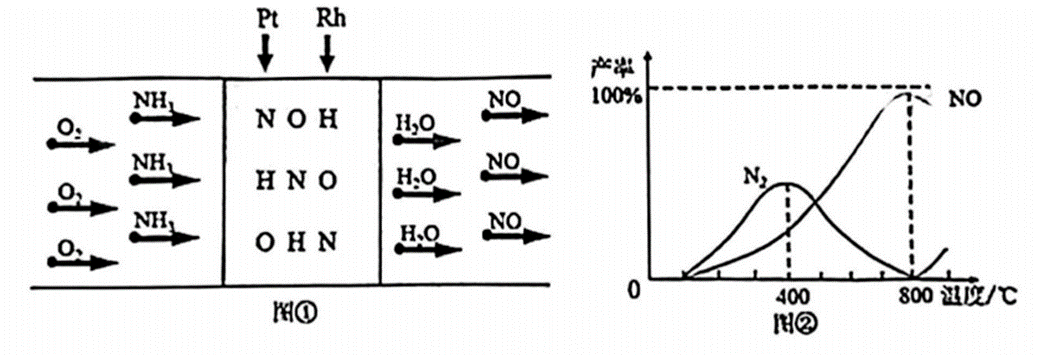 Pt Rh
O₂ NH₃ N O H H₂O NO
O₂ NH₃ H N O H₂O NO
O₂ NH₃ O H N H₂O NO
图①
产率
100%
NO
N₂
0 400 800 温度/℃
图②